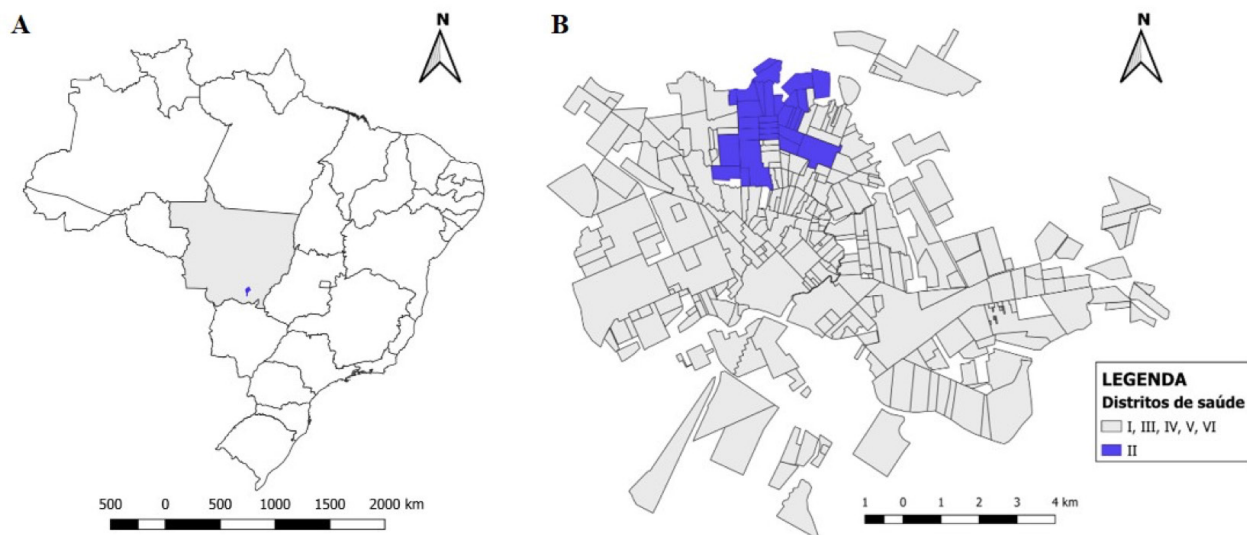 A
N
500 0 500 1000 1500 2000 km
B
N
LEGENDA
Distritos de saúde
I, III, IV, V, VI
II
1 0 1 2 3 4 km